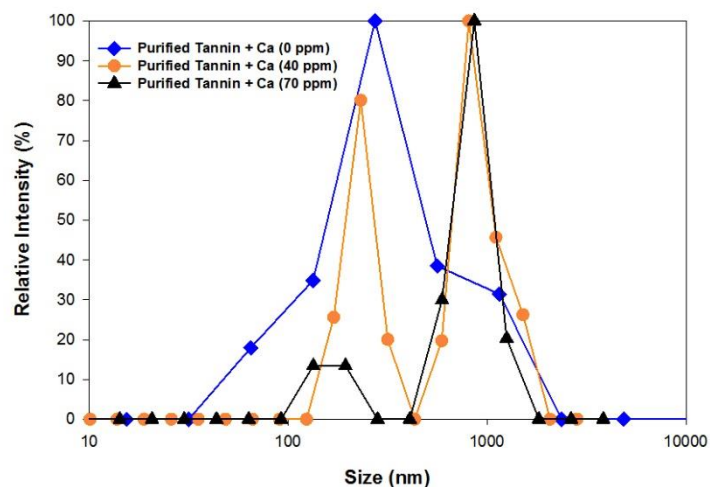 100
90
80
70
60
50
40
30
20
10
0
Relative Intensity (%)
Purified Tannin + Ca (0 ppm)
Purified Tannin + Ca (40 ppm)
Purified Tannin + Ca (70 ppm)
10 100 1000 10000
Size (nm)